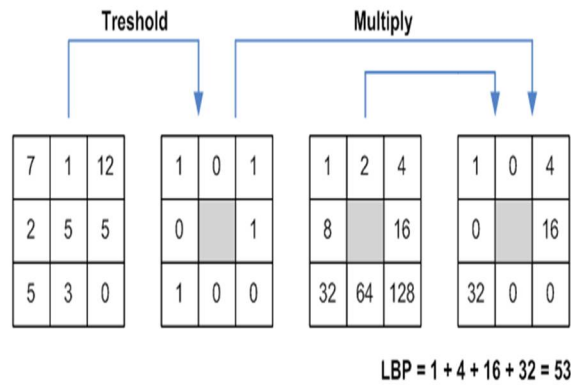 Treshold Multiply
7 1 12 1 0 1 1 2 4 1 0 4
2 5 5 0 1 8 16 0 16
5 3 0 1 0 0 32 64 128 32 0 0
LBP = 1 + 4 + 16 + 32 = 53